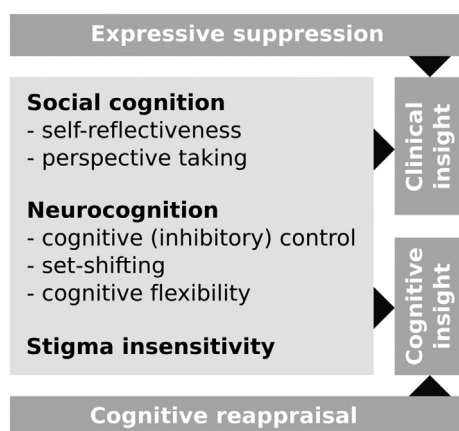 Expressive suppression
Social cognition
- self-reflectiveness
- perspective taking
Neurocognition
- cognitive (inhibitory) control
- set-shifting
- cognitive flexibility
Stigma insensitivity
Clinical
insight
Cognitive
insight
Cognitive reappraisal